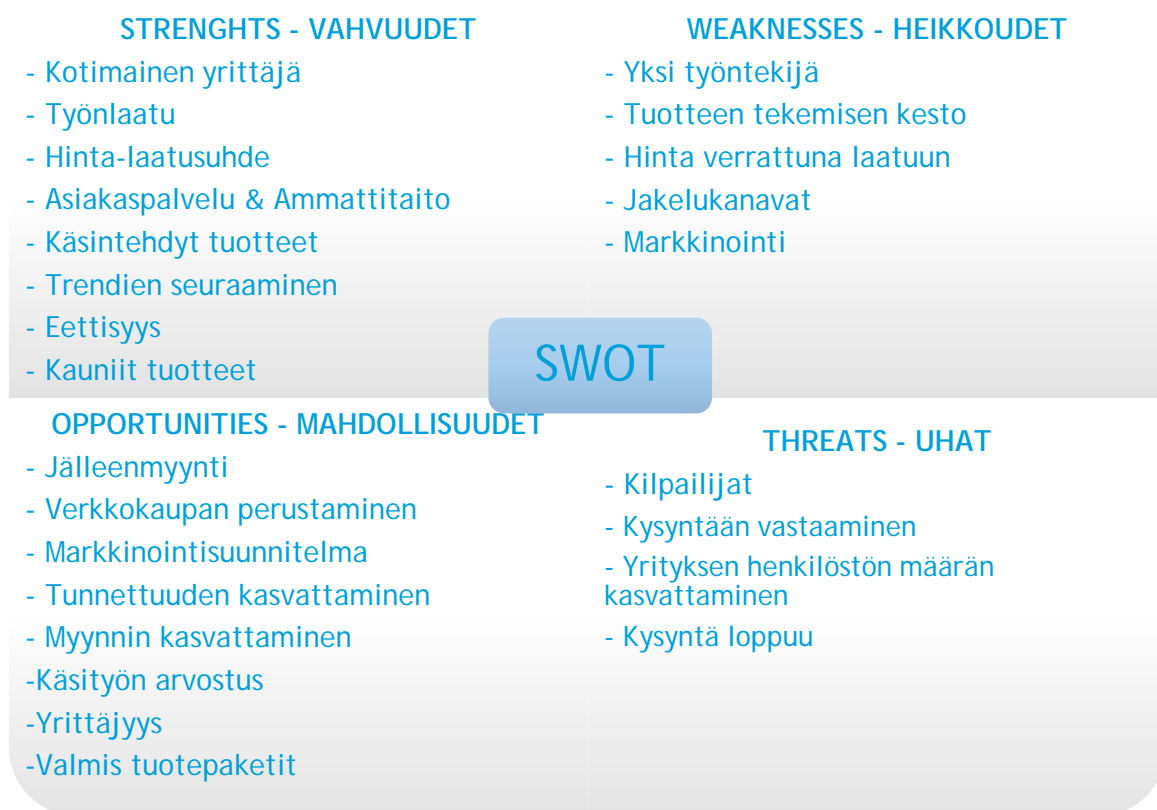 STRENGHTS - VAHVUUDET
- Kotimainen yrittäjä
- Työnlaatu
- Hinta-laatusuhde
- Asiakaspalvelu & Ammattitaito
- Käsintehdyt tuotteet
- Trendien seuraaminen
- Eettisyys
- Kauniit tuotteet
WEAKNESSES - HEIKKOUDET
- Yksi työntekijä
- Tuotteen tekemisen kesto
- Hinta verrattuna laatuun
- Jakelukanavat
- Markkinointi
SWOT
OPPORTUNITIES - MAHDOLLISUUDET
- Jälleenmyynti
- Verkkokaupan perustaminen
- Markkinointisuunnitelma
- Tunnettuuden kasvattaminen
- Myynnin kasvattaminen
-Käsityön arvostus
-Yrittäjyys
-Valmis tuotepaketit
THREATS - UHAT
- Kilpailijat
- Kysyntään vastaaminen
- Yrityksen henkilöstön määrän
kasvattaminen
- Kysyntä loppuu